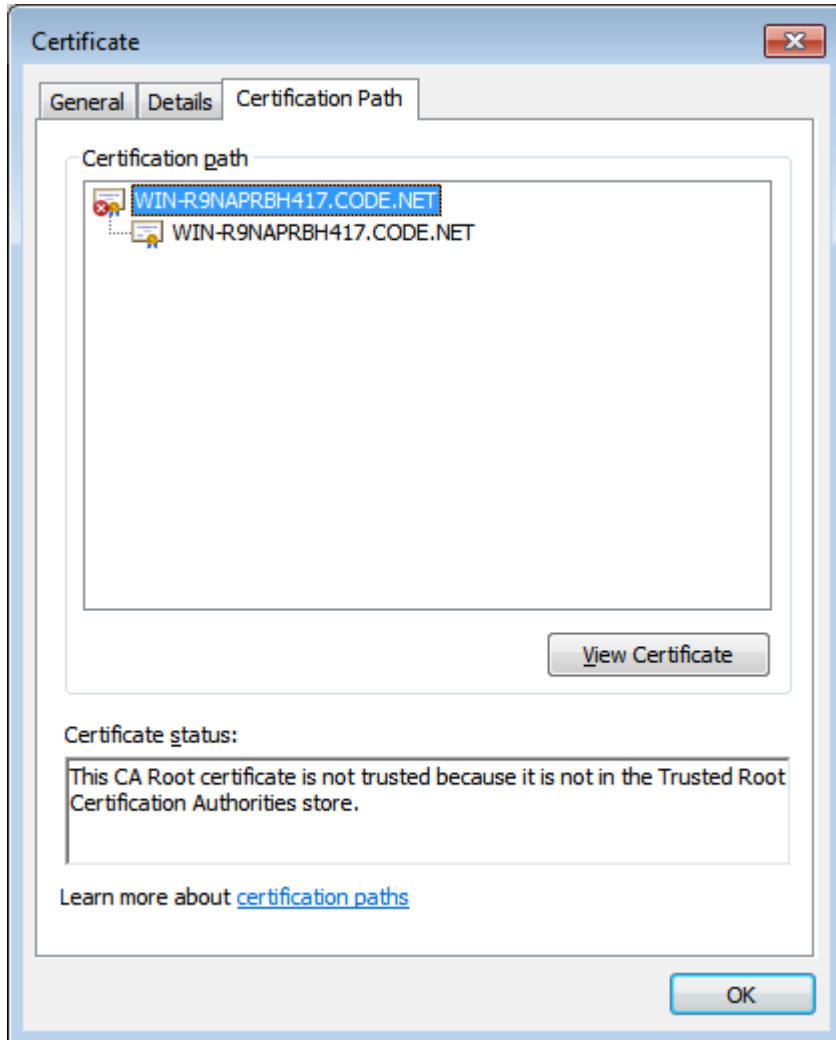 Certificate
General Details Certification Path
Certification path
WIN-R9NAPRBH417.CODE.NET
WIN-R9NAPRBH417.CODE.NET
View Certificate
Certificate status:
This CA Root certificate is not trusted because it is not in the Trusted Root
Certification Authorities store.
Learn more about certification paths
OK